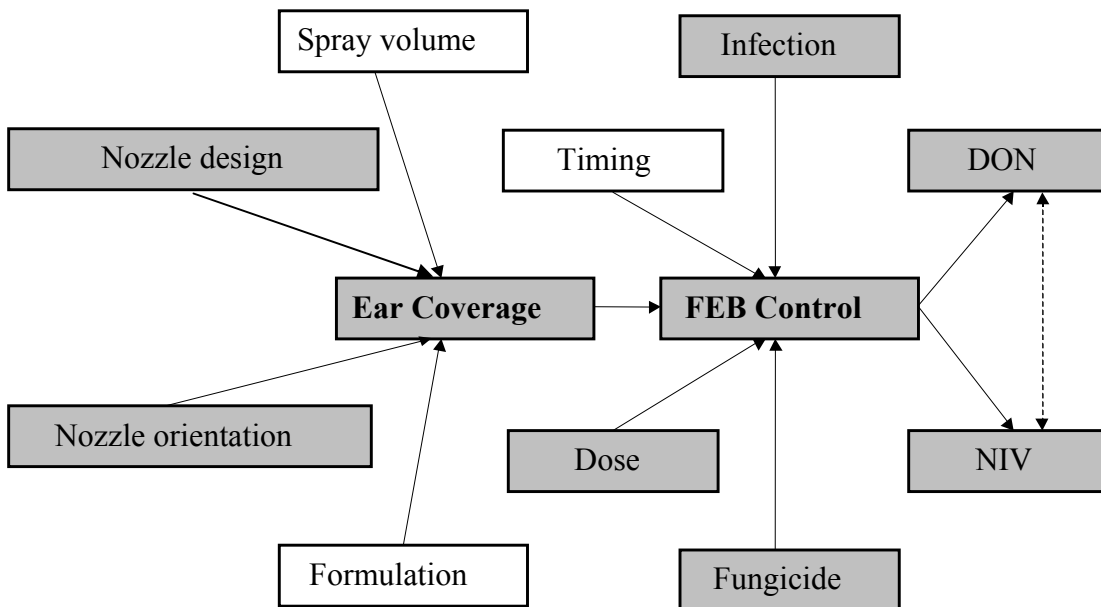 Spray volume
Infection
Nozzle design
Timing
DON
Ear Coverage
FEB Control
Nozzle orientation
Dose
NIV
Formulation
Fungicide